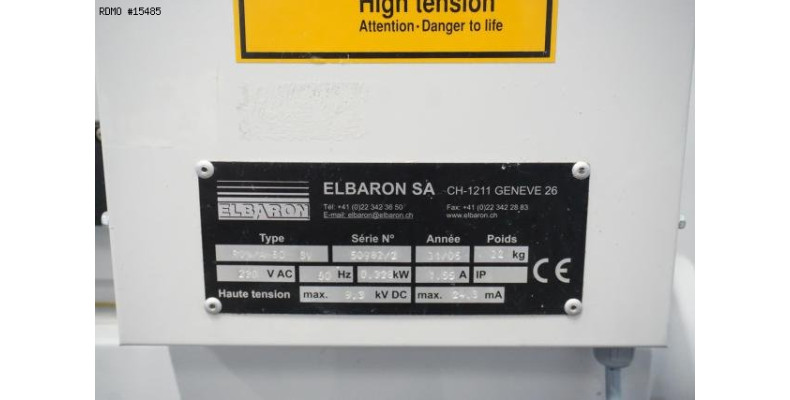 RDMO #15485
High tension
Attention · Danger to life
ELBARON
ELBARON SA CH-1211 GENEVE 26
Tél: +41 (0)22 342 36 50 Fax: +41 (0)22 342 28 83
E-mail: elbaron@elbaron.ch www.elbaron.ch
Type Série Nº Année Poids
kg
V AC 50 Hz kW A IP CE
Haute tension max. kV DC max. mA